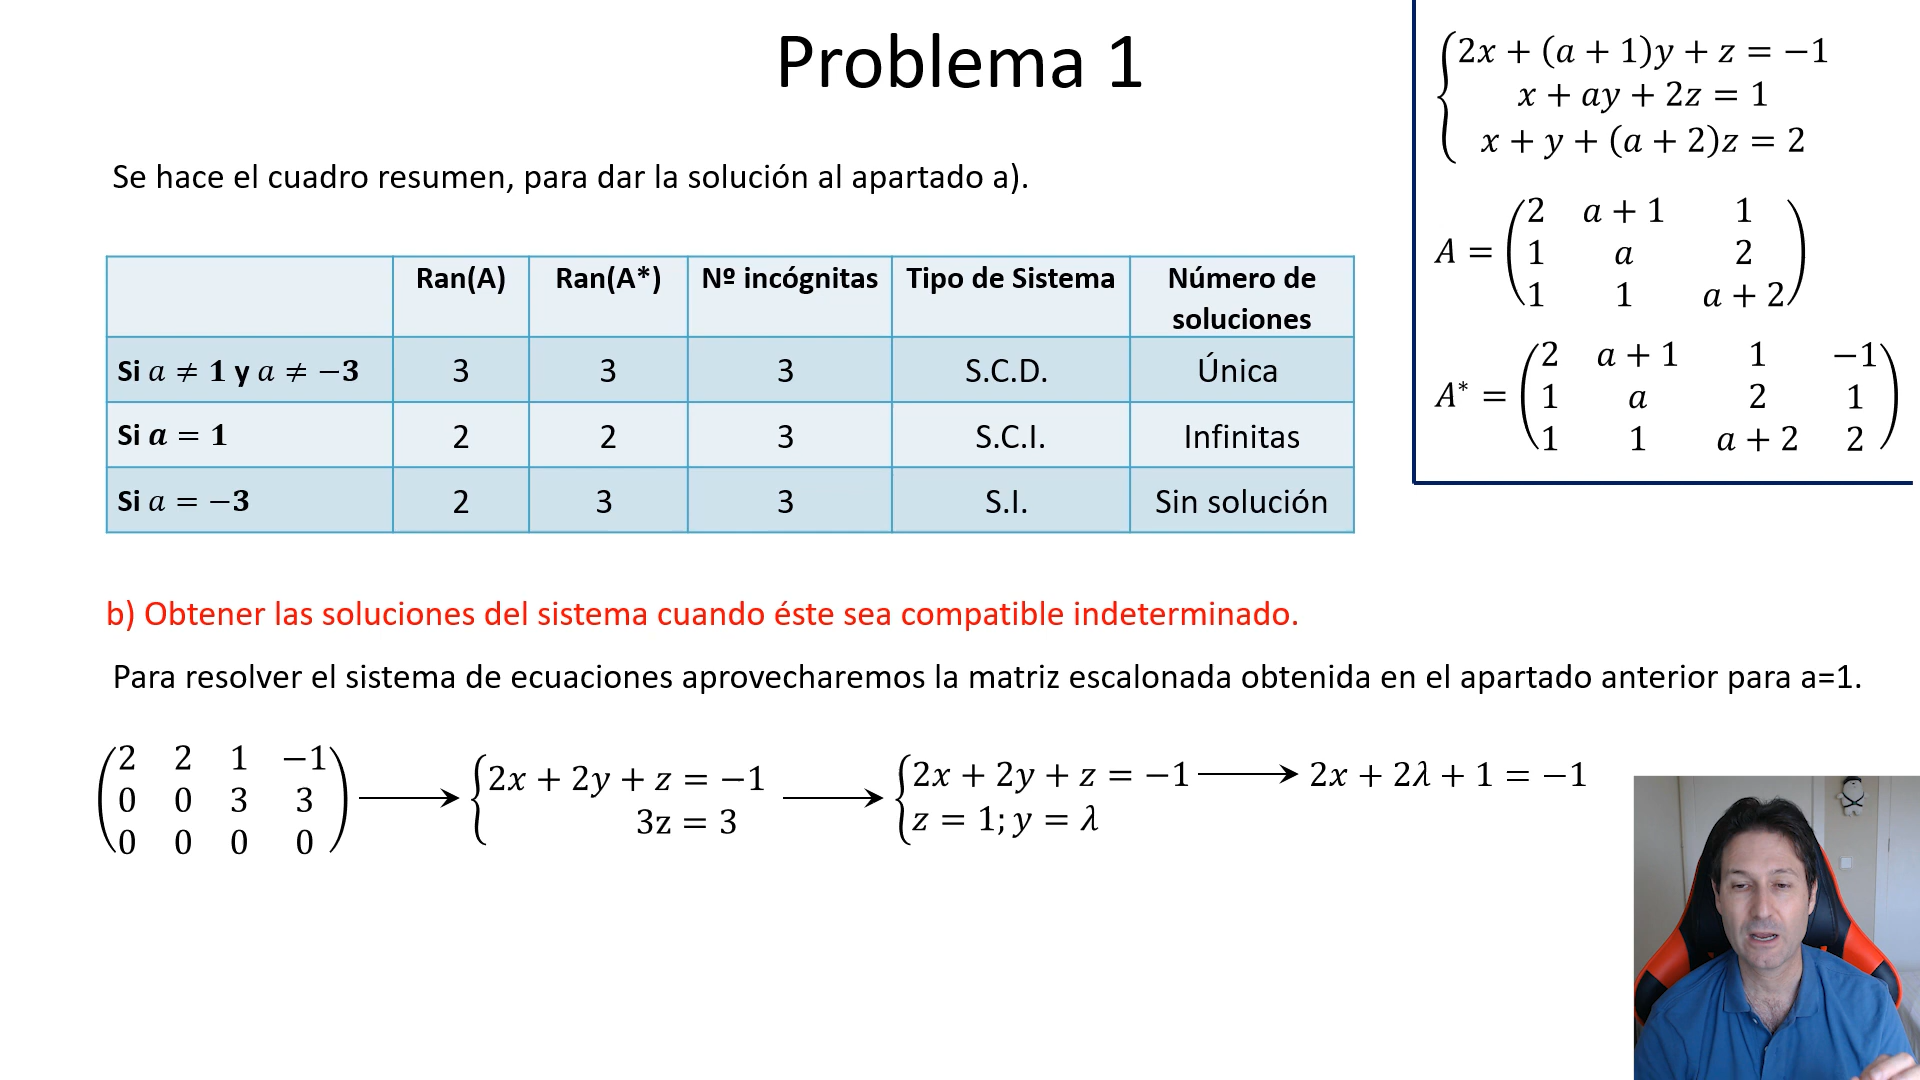 Problema 1
Se hace el cuadro resumen, para dar la solución al apartado a).
Ran(A) Ran(A*) Nº incógnitas Tipo de Sistema Número de soluciones
Si a ≠ 1 y a ≠ −3 3 3 3 S.C.D. Única
Si a = 1 2 2 3 S.C.I. Infinitas
Si a = −3 2 3 3 S.I. Sin solución
2x + (a + 1)y + z = −1
x + ay + 2z = 1
x + y + (a + 2)z = 2
A = 
2 a + 1 1
1 a 2
1 1 a + 2
A* = 
2 a + 1 1 −1
1 a 2 1
1 1 a + 2 2
b) Obtener las soluciones del sistema cuando éste sea compatible indeterminado.
Para resolver el sistema de ecuaciones aprovecharemos la matriz escalonada obtenida en el apartado anterior para a=1.
2 2 1 −1
0 0 3 3
0 0 0 0
2x + 2y + z = −1
3z = 3
2x + 2y + z = −1
z = 1; y = λ
2x + 2λ + 1 = −1